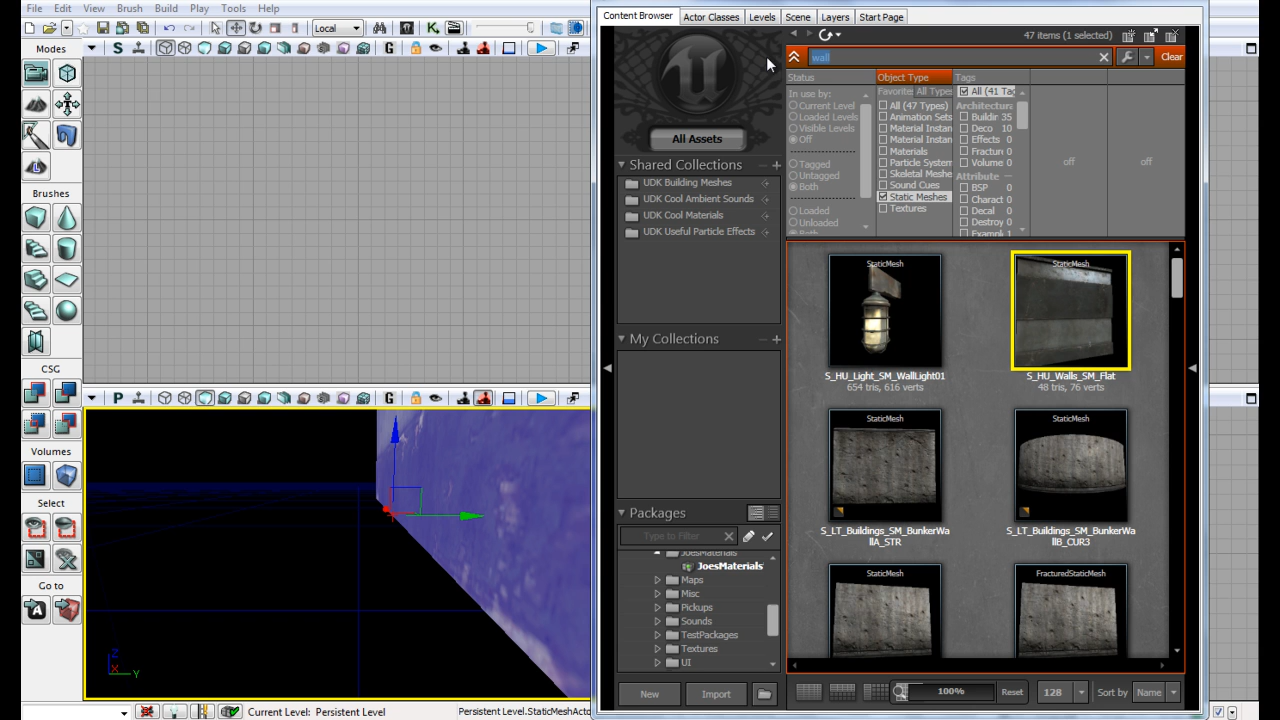 File Edit View Brush Build Play Tools Help
Local
Modes
Brushes
CSG
Volumes
Select
Go to
S
G
P
G
Z
X
Y
Content Browser Actor Classes Levels Scene Layers Start Page
47 items (1 selected)
wall
Clear
All Assets
Shared Collections
UDK Building Meshes
UDK Cool Ambient Sounds
UDK Cool Materials
UDK Useful Particle Effects
My Collections
Packages
Type to Filter
JoesMaterials
JoesMaterials
Maps
Misc
Pickups
Sounds
TestPackages
Textures
UI
New Import
Status
In use by:
Current Level
Loaded Levels
Visible Levels
Off
Tagged
Untagged
Both
Loaded
Unloaded
Both
Object Type
Favorites All Types
All (47 Types)
Animation Sets
Material Instan
Material Instan
Materials
Particle System
Skeletal Meshe
Sound Cues
Static Meshes
Textures
Tags
All (41 Tag
Architectura
Buildir 35
Deco 10
Effects 0
Fractur 0
Volume 0
Attribute
BSP 0
Charact 0
Decal 0
Destroy 0
Exampl 1
off
off
StaticMesh
S_HU_Light_SM_WallLight01
654 tris, 616 verts
StaticMesh
S_HU_Walls_SM_Flat
48 tris, 76 verts
StaticMesh
S_LT_Buildings_SM_BunkerWa
llA_STR
StaticMesh
S_LT_Buildings_SM_BunkerWa
llB_CUR3
StaticMesh
FracturedStaticMesh
100% Reset 128 Sort by Name
Current Level: Persistent Level
Persistent Level.StaticMeshActo